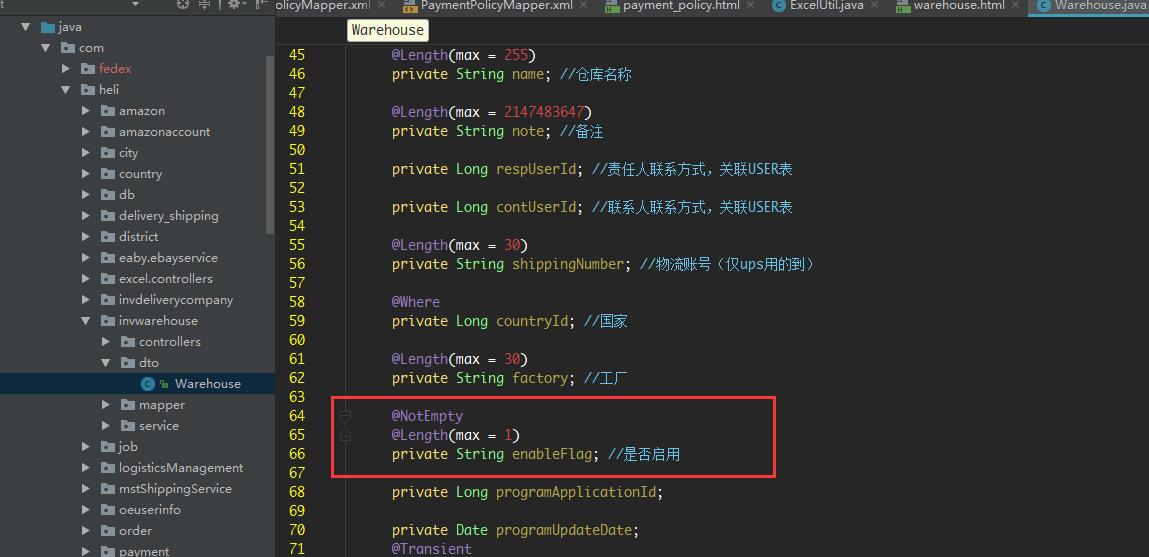 t
olicyMapper.xml
PaymentPolicyMapper.xml
payment_policy.html
ExcelUtil.java
warehouse.html
Warehouse.java
Warehouse
java
com
fedex
heli
amazon
amazonaccount
city
country
db
delivery_shipping
district
eaby.ebayservice
excel.controllers
invdeliverycompany
invwarehouse
controllers
dto
Warehouse
mapper
service
job
logisticsManagement
mstShippingService
oeuserinfo
order
payment
45 @Length(max = 255)
46 private String name; //仓库名称
47
48 @Length(max = 2147483647)
49 private String note; //备注
50
51 private Long respUserId; //责任人联系方式，关联USER表
52
53 private Long contUserId; //联系人联系方式，关联USER表
54
55 @Length(max = 30)
56 private String shippingNumber; //物流账号（仅ups用的到）
57
58 @Where
59 private Long countryId; //国家
60
61 @Length(max = 30)
62 private String factory; //工厂
63
64 @NotEmpty
65 @Length(max = 1)
66 private String enableFlag; //是否启用
67
68 private Long programApplicationId;
69
70 private Date programUpdateDate;
71 @Transient